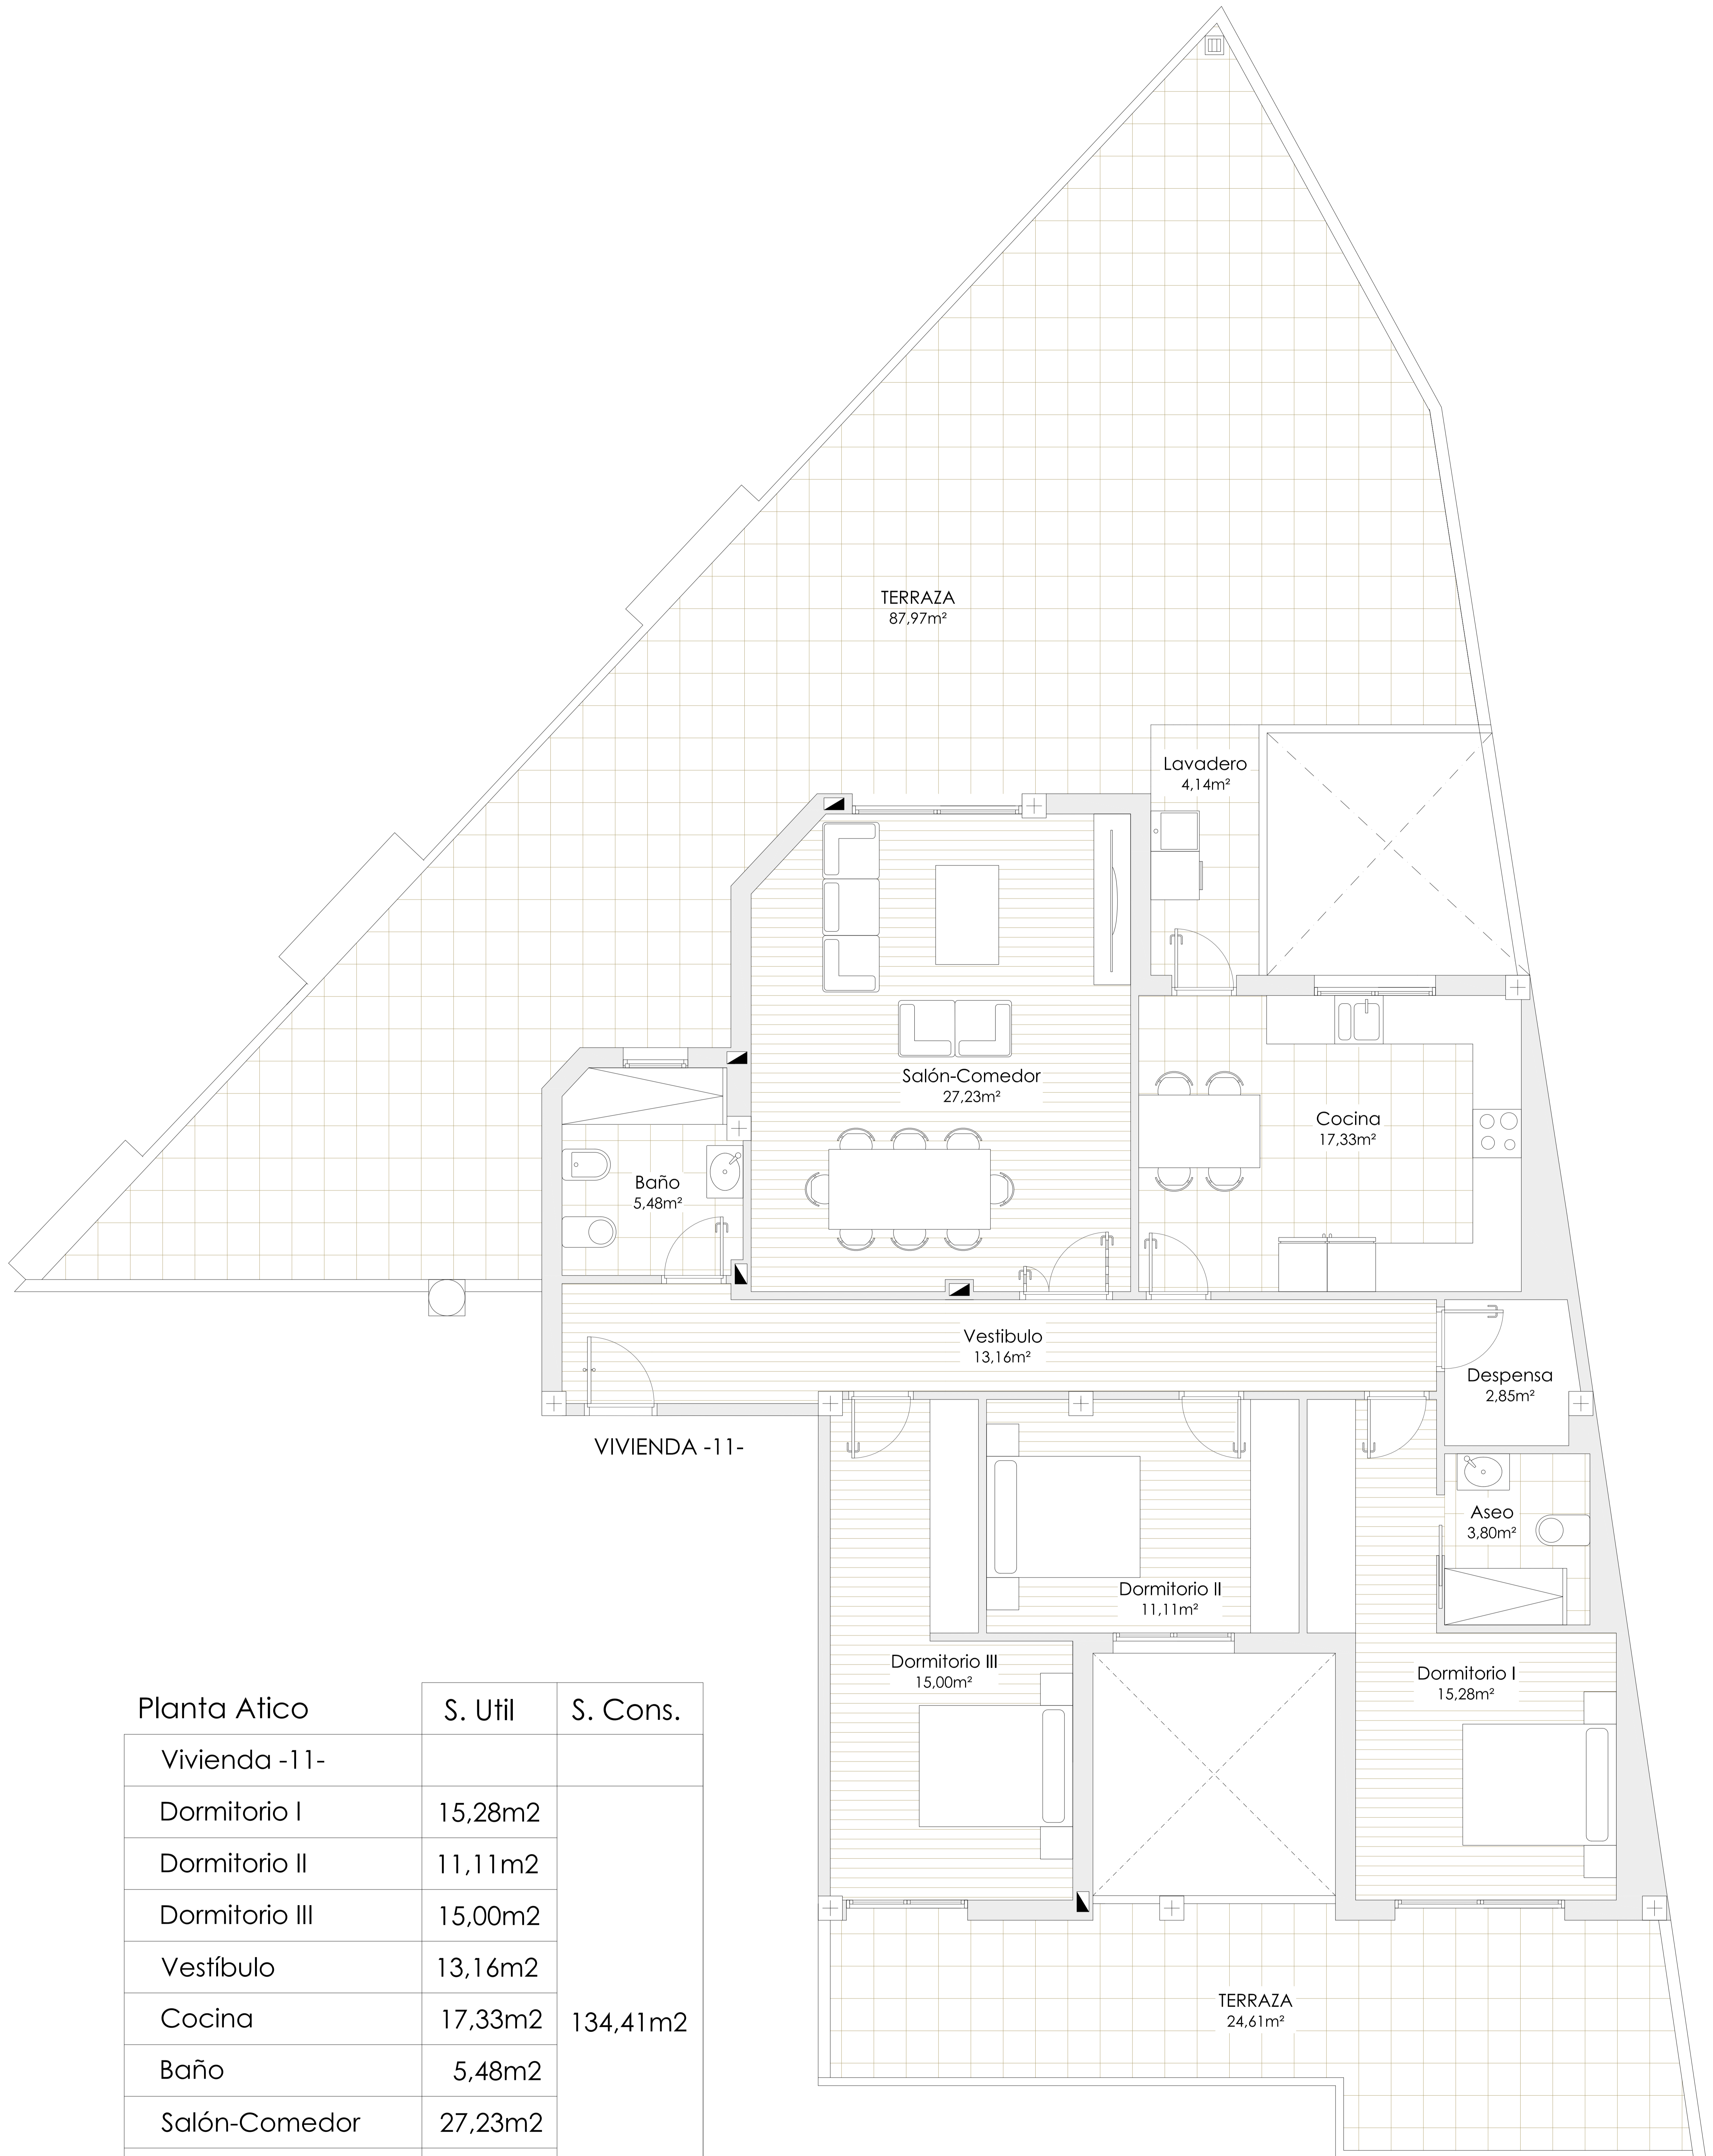 TERRAZA
87,97m²
Lavadero
4,14m²
Salón-Comedor
27,23m²
Cocina
17,33m²
Baño
5,48m²
Vestibulo
13,16m²
Despensa
2,85m²
VIVIENDA -11-
Aseo
3,80m²
Dormitorio II
11,11m²
Dormitorio III
15,00m²
Dormitorio I
15,28m²
TERRAZA
24,61m²
Planta Atico S. Util S. Cons.
Vivienda -11-
Dormitorio I 15,28m2
Dormitorio II 11,11m2
Dormitorio III 15,00m2
Vestíbulo 13,16m2
Cocina 17,33m2 134,41m2
Baño 5,48m2
Salón-Comedor 27,23m2